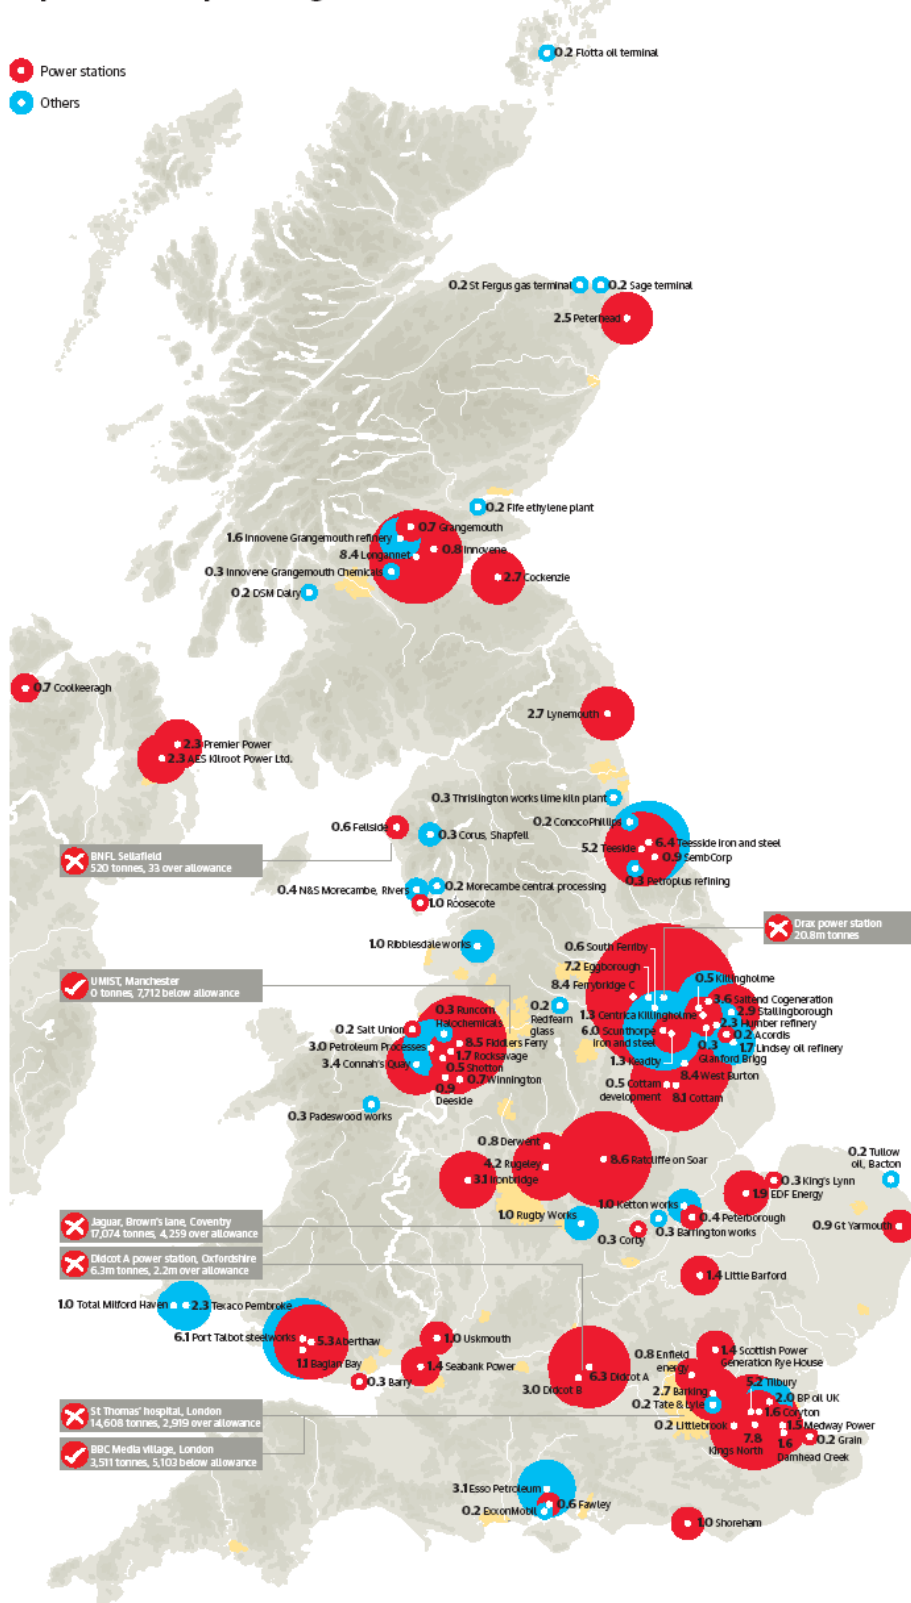 Power stations
Others
0.2 Flotta oil terminal
0.2 St Fergus gas terminal
0.2 Sage terminal
2.5 Peterhead
0.2 Fife ethylene plant
0.7 Grangemouth
1.6 Innovene Grangemouth refinery
0.8 Innovene
8.4 Longannet
0.3 Innovene Grangemouth Chemicals
2.7 Cockenzie
0.2 DSM Dalry
0.7 Coolkeeragh
2.7 Lynemouth
2.3 Premier Power
2.3 AES Kilroot Power Ltd.
0.3 Thrislington works lime kiln plant
0.2 ConocoPhillips
0.6 Fellside
0.3 Corus, Shapfell
6.4 Teesside Iron and steel
5.2 Teeside
0.9 SembCorp
BNFL Sellafield
520 tonnes, 33 over allowance
0.3 Petroplus refining
0.4 N&S Morecambe, Rivers
0.2 Morecambe central processing
1.0 Roosecote
Drax power station
20.8m tonnes
1.0 Ribblesdale works
0.6 South Ferriby
7.2 Eggborough
0.5 Killingholme
UMIST, Manchester
0 tonnes, 7,712 below allowance
8.4 Ferrybridge C
3.6 Saltend Cogeneration
0.3 Runcorn
Halochemicals
0.2
Redfearn
glass
1.3 Centrica Killingholme
2.9 Stallingborough
2.3 Humber refinery
0.2 Salt Union
6.0 Scunthorpe
Iron and steel
0.2 Acordis
3.0 Petroleum Processes
8.5 Fiddlers Ferry
0.3
Glanford Brigg
1.7 Lindsey oil refinery
1.7 Rocksavage
3.4 Connah's Quay
0.5 Shotton
1.3 Keadby
0.7 Winnington
8.4 West Burton
0.9
Deeside
0.5 Cottam
development
8.1 Cottam
0.3 Padeswood works
0.8 Derwent
4.2 Rugeley
8.6 Ratcliffe on Soar
0.2 Tullow
oil, Bacton
3.1 Ironbridge
0.3 King's Lynn
1.9 EDF Energy
1.0 Ketton works
1.0 Rugby Works
0.4 Peterborough
0.9 Gt Yarmouth
Jaguar, Brown's lane, Coventry
17,074 tonnes, 4,259 over allowance
0.3 Barrington works
0.3 Corby
Didcot A power station, Oxfordshire
6.3m tonnes, 2.2m over allowance
1.4 Little Barford
1.0 Total Milford Haven
2.3 Texaco Pembroke
6.1 Port Talbot steelworks
5.3 Aberthaw
1.0 Uskmouth
1.1 Baglan Bay
1.4 Seabank Power
0.3 Barry
0.8 Enfield
energy
1.4 Scottish Power
Generation Rye House
6.3 Didcot A
3.0 Didcot B
5.2 Tilbury
2.7 Barking
2.0 BP oil UK
0.2 Tate & Lyle
1.6 Coryton
St Thomas' hospital, London
14,608 tonnes, 2,919 over allowance
0.2 Littlebrook
1.5 Medway Power
7.8
Kings North
1.6
Damhead Creek
0.2 Grain
BBC Media village, London
3,511 tonnes, 5,103 below allowance
3.1 Esso Petroleum
0.6 Fawley
0.2 ExxonMobil
1.0 Shoreham